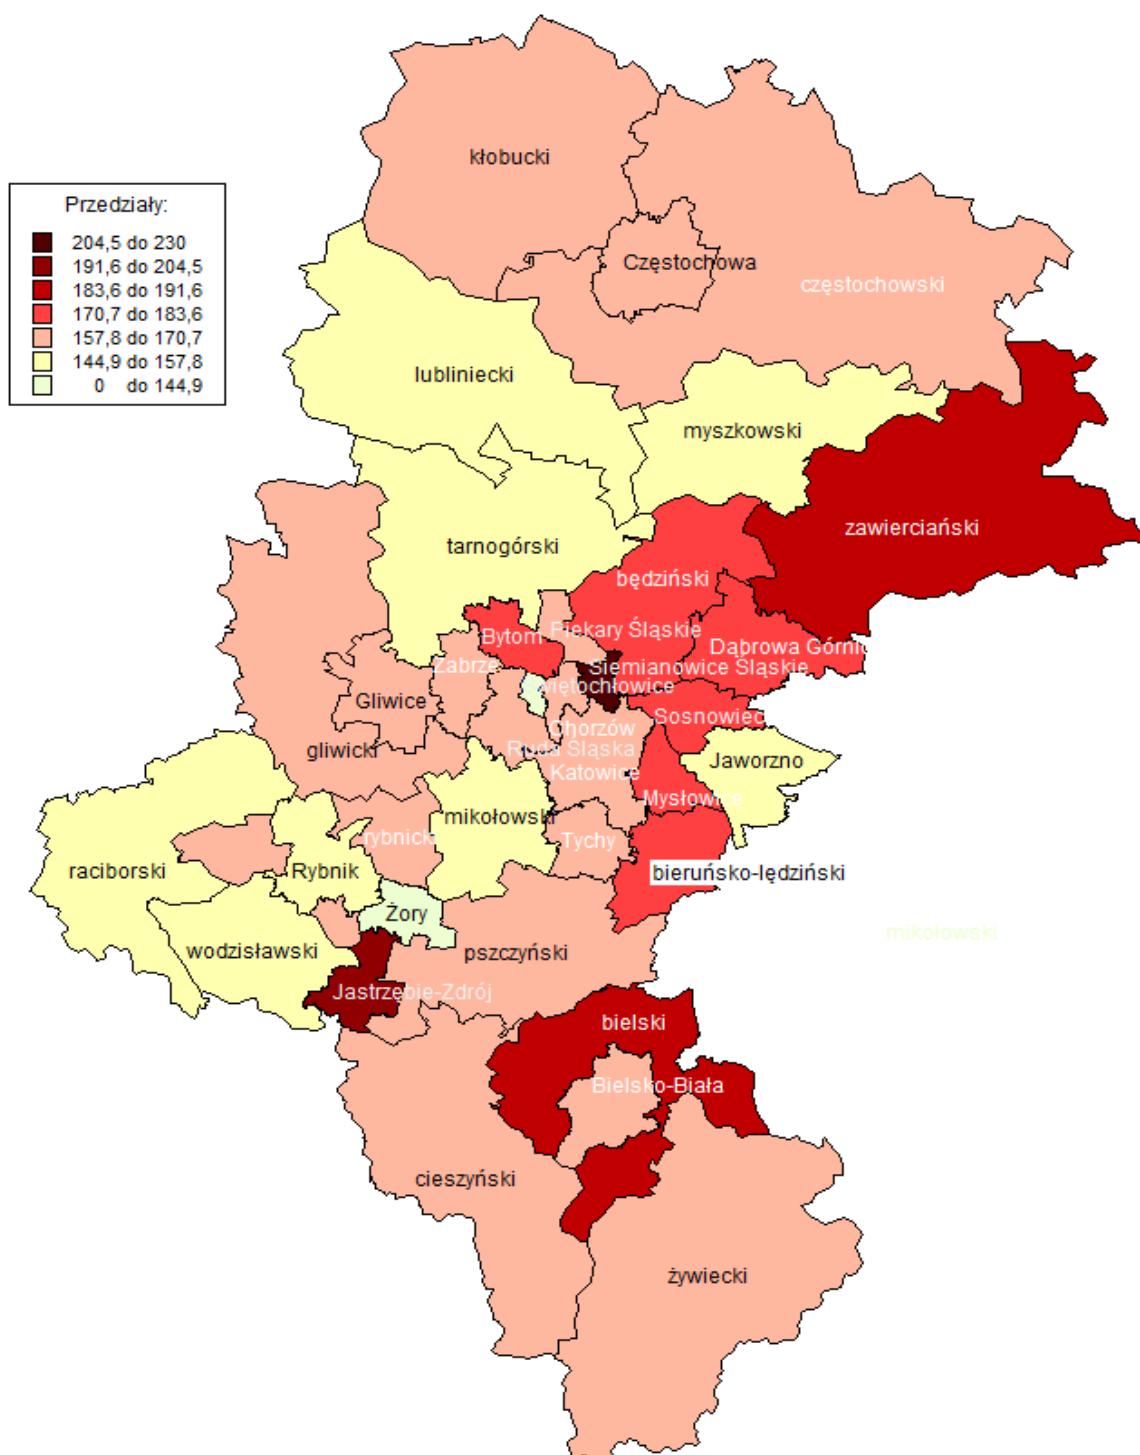 kłobucki
Przedziały:
204,5 do 230
191,6 do 204,5
183,6 do 191,6
170,7 do 183,6
157,8 do 170,7
144,9 do 157,8
0 do 144,9
Częstochowa
częstochowski
lubliniecki
myszkowski
zawierciański
tarnogórski
będziński
Piekary Śląskie
Bytom
Dąbrowa Górni
Zabrze
Siemianowice Śląskie
więtochłowice
Gliwice
Sosnowiec
Chorzów
gliwicki
Ruda Śląska
Jaworzno
Katowice
Mysłowice
mikołowski
rybnick
Tychy
raciborski
Rybnik
bieruńsko-lędziński
Żory
mikołowski
wodzisławski
pszczyński
Jastrzębie-Zdrój
bielski
Bielsko-Biała
cieszyński
żywiecki